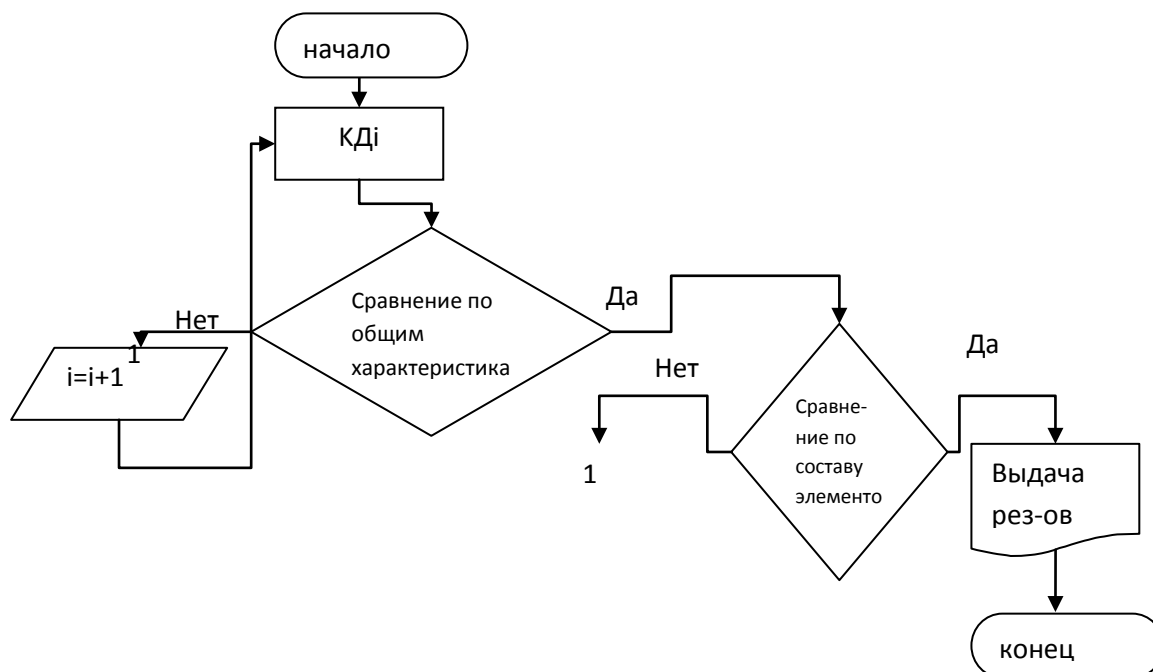 начало
КДi
Сравнение по
общим
характеристика
Нет
Да
1
i=i+1
Нет
1
Сравне-
ние по
составу
элементо
Да
Выдача
рез-ов
конец